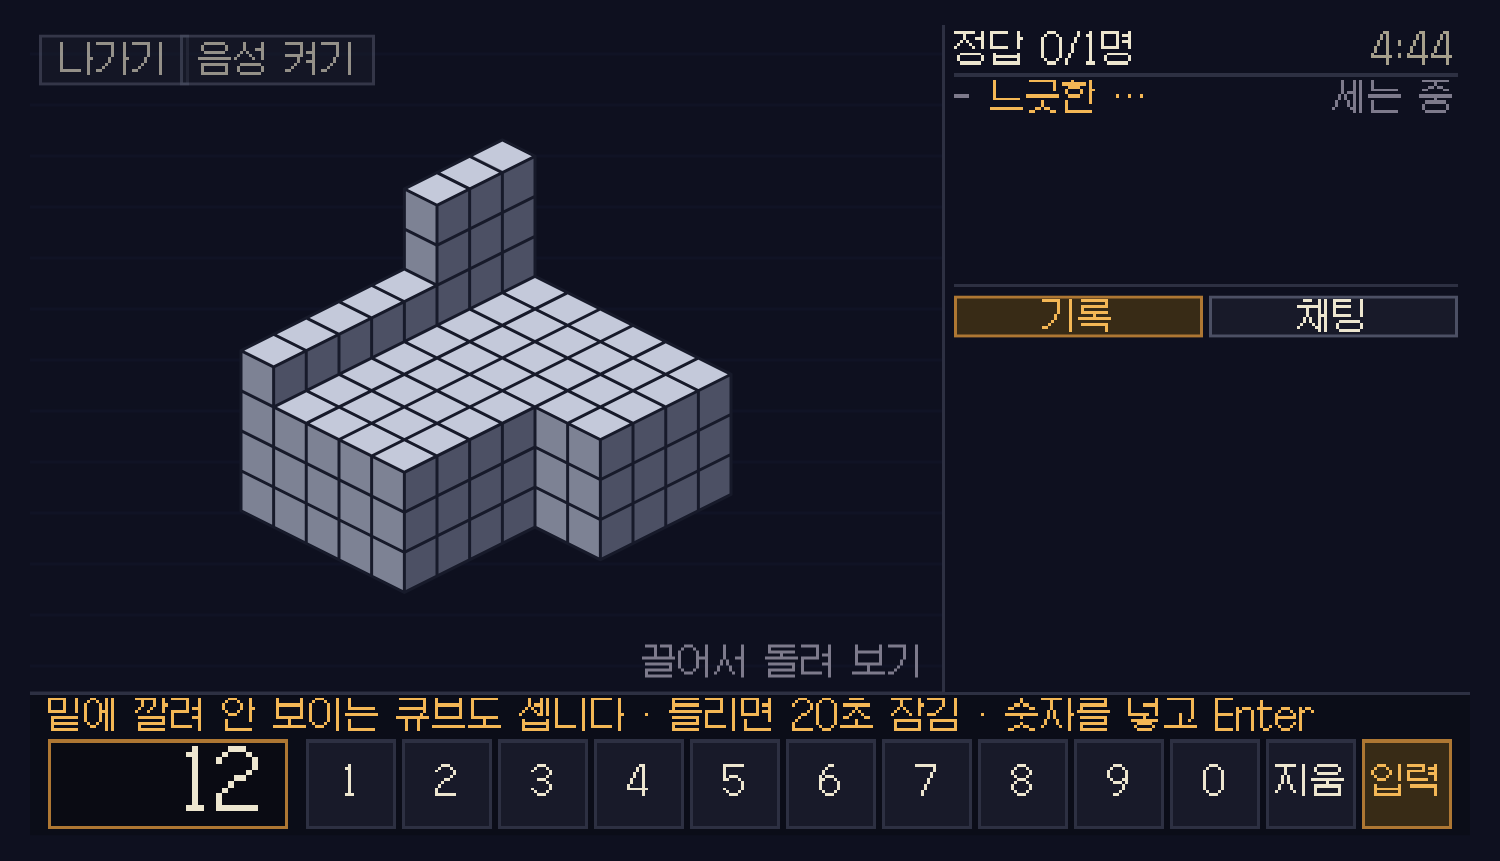 나가기 음성 켜기
정답 0/1명 4:44
- 느긋한 … 세는 중
기록 채팅
끌어서 돌려 보기
밑에 깔려 안 보이는 큐브도 셉니다 · 틀리면 20초 잠김 · 숫자를 넣고 Enter
12 1 2 3 4 5 6 7 8 9 0 지움 입력